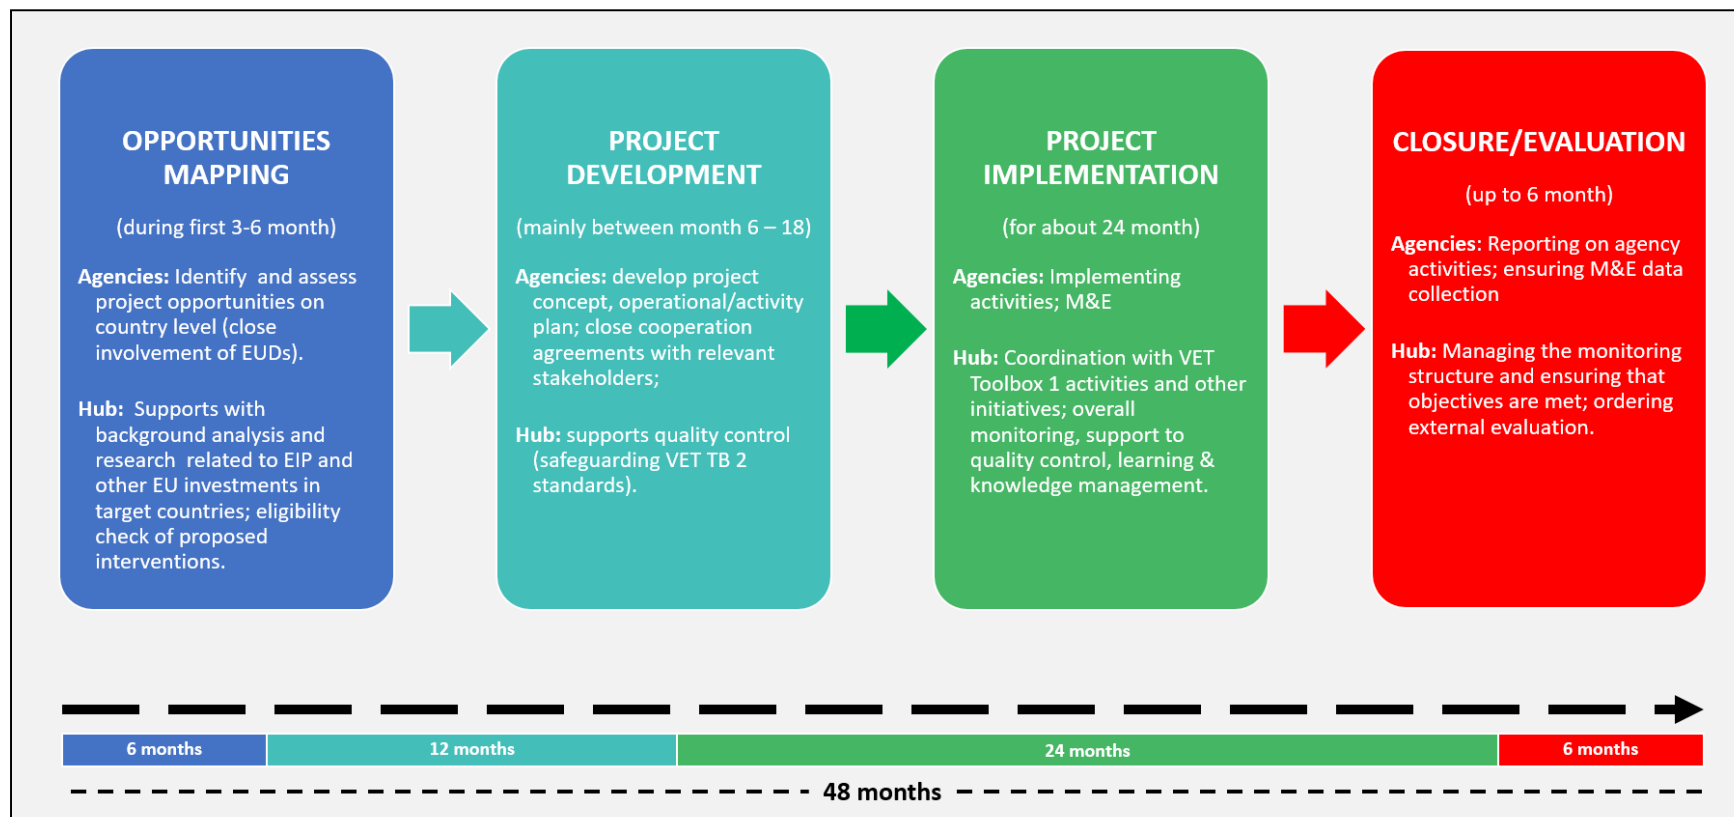 OPPORTUNITIES
MAPPING
(during first 3-6 month)
Agencies: Identify and assess
project opportunities on
country level (close
involvement of EUDs).
Hub: Supports with
background analysis and
research related to EIP and
other EU investments in
target countries; eligibility
check of proposed
interventions.
PROJECT
DEVELOPMENT
(mainly between month 6 – 18)
Agencies: develop project
concept, operational/activity
plan; close cooperation
agreements with relevant
stakeholders;
Hub: supports quality control
(safeguarding VET TB 2
standards).
PROJECT
IMPLEMENTATION
(for about 24 month)
Agencies: Implementing
activities; M&E
Hub: Coordination with VET
Toolbox 1 activities and other
initiatives; overall
monitoring, support to
quality control, learning &
knowledge management.
CLOSURE/EVALUATION
(up to 6 month)
Agencies: Reporting on agency
activities; ensuring M&E data
collection
Hub: Managing the monitoring
structure and ensuring that
objectives are met; ordering
external evaluation.
6 months
12 months
24 months
6 months
48 months